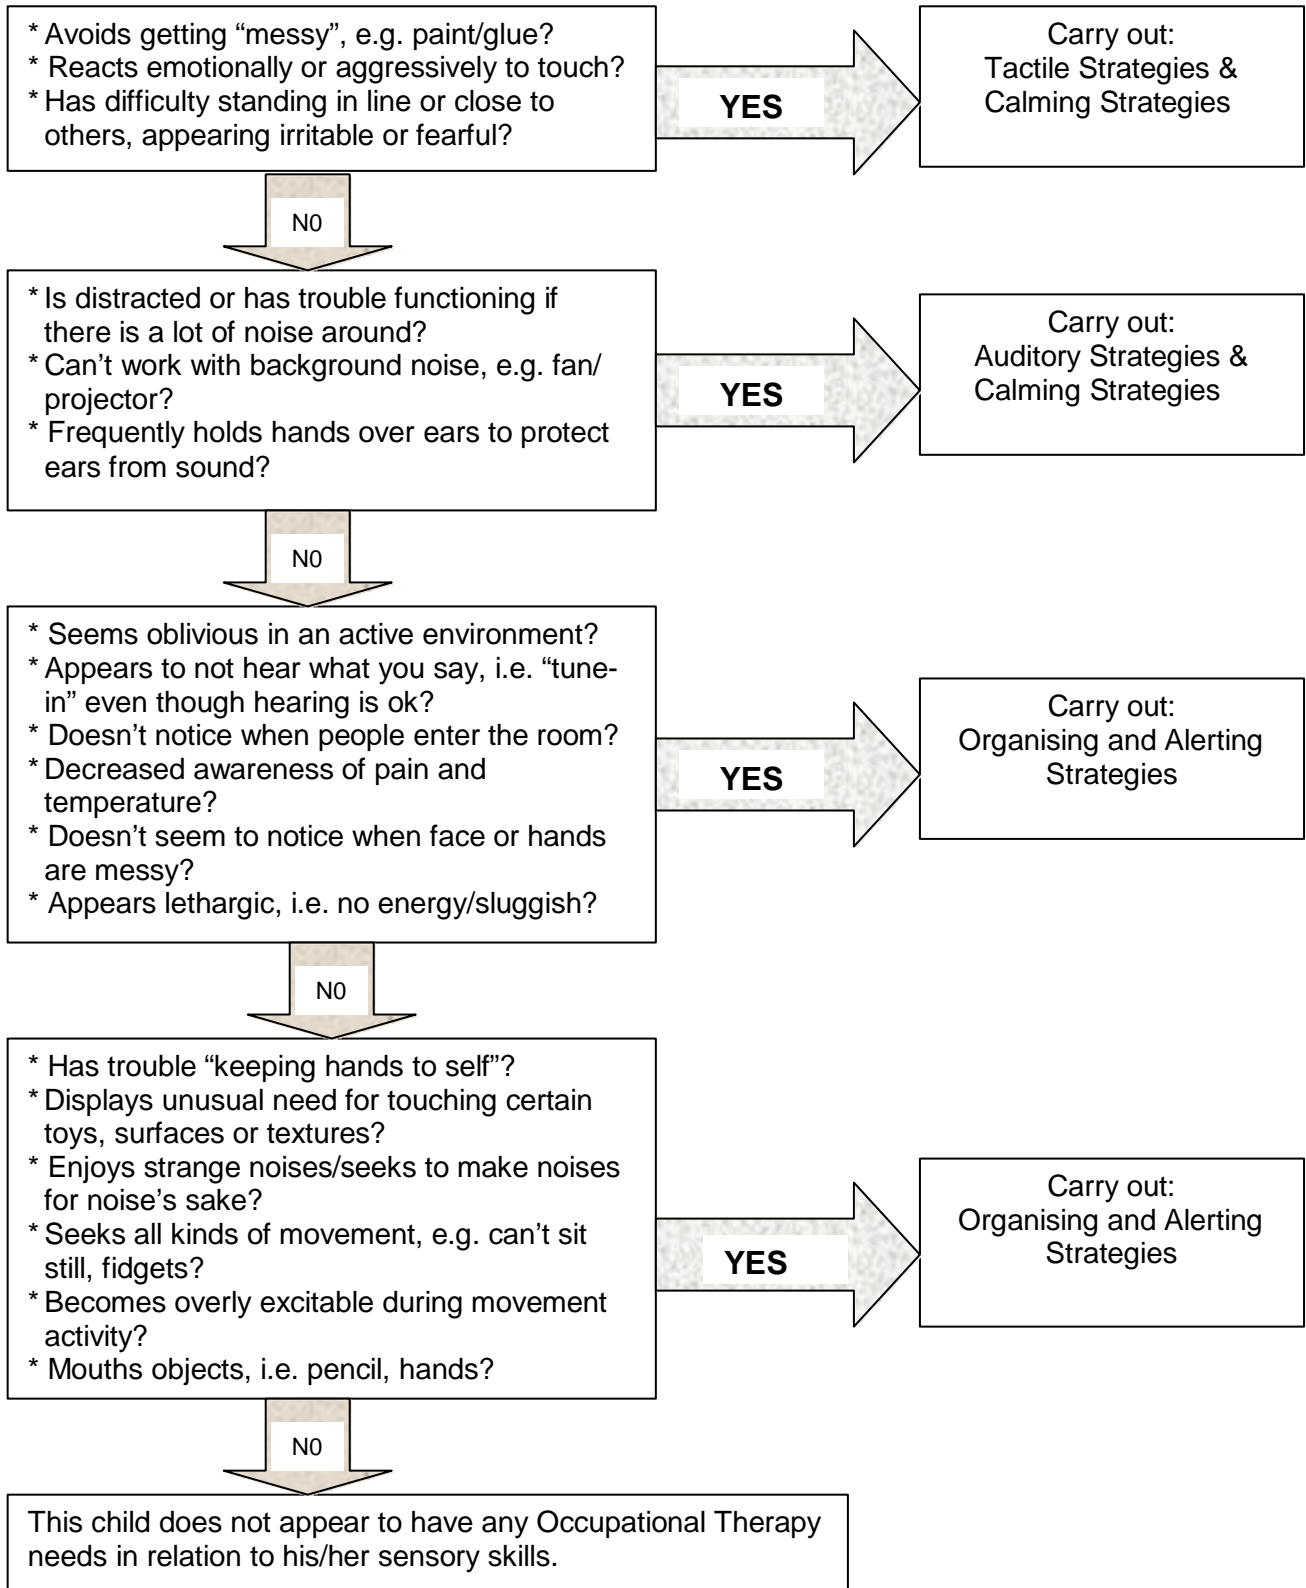 * Avoids getting “messy”, e.g. paint/glue?
* Reacts emotionally or aggressively to touch?
* Has difficulty standing in line or close to
others, appearing irritable or fearful?
YES
Carry out:
Tactile Strategies &
Calming Strategies
N0
* Is distracted or has trouble functioning if
there is a lot of noise around?
* Can’t work with background noise, e.g. fan/
projector?
* Frequently holds hands over ears to protect
ears from sound?
YES
Carry out:
Auditory Strategies &
Calming Strategies
N0
* Seems oblivious in an active environment?
* Appears to not hear what you say, i.e. “tune-
in” even though hearing is ok?
* Doesn’t notice when people enter the room?
* Decreased awareness of pain and
temperature?
* Doesn’t seem to notice when face or hands
are messy?
* Appears lethargic, i.e. no energy/sluggish?
YES
Carry out:
Organising and Alerting
Strategies
N0
* Has trouble “keeping hands to self”?
* Displays unusual need for touching certain
toys, surfaces or textures?
* Enjoys strange noises/seeks to make noises
for noise’s sake?
* Seeks all kinds of movement, e.g. can’t sit
still, fidgets?
* Becomes overly excitable during movement
activity?
* Mouths objects, i.e. pencil, hands?
YES
Carry out:
Organising and Alerting
Strategies
N0
This child does not appear to have any Occupational Therapy
needs in relation to his/her sensory skills.